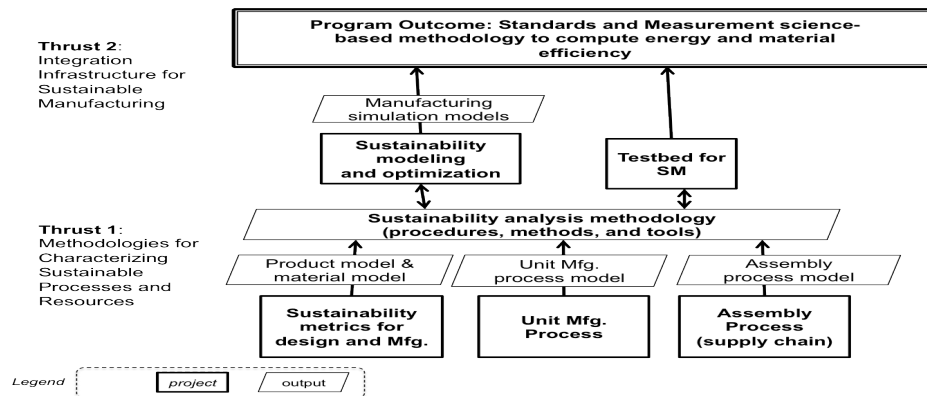 Program Outcome: Standards and Measurement science-
based methodology to compute energy and material
efficiency
Thrust 2:
Integration
Infrastructure for
Sustainable
Manufacturing
Manufacturing
simulation models
Sustainability
modeling
and optimization
Testbed for
SM
Thrust 1:
Methodologies for
Characterizing
Sustainable
Processes and
Resources
Sustainability analysis methodology
(procedures, methods, and tools)
Product model &
material model
Unit Mfg.
process model
Assembly
process model
Sustainability
metrics for
design and Mfg.
Unit Mfg.
Process
Assembly
Process
(supply chain)
Legend
project
output